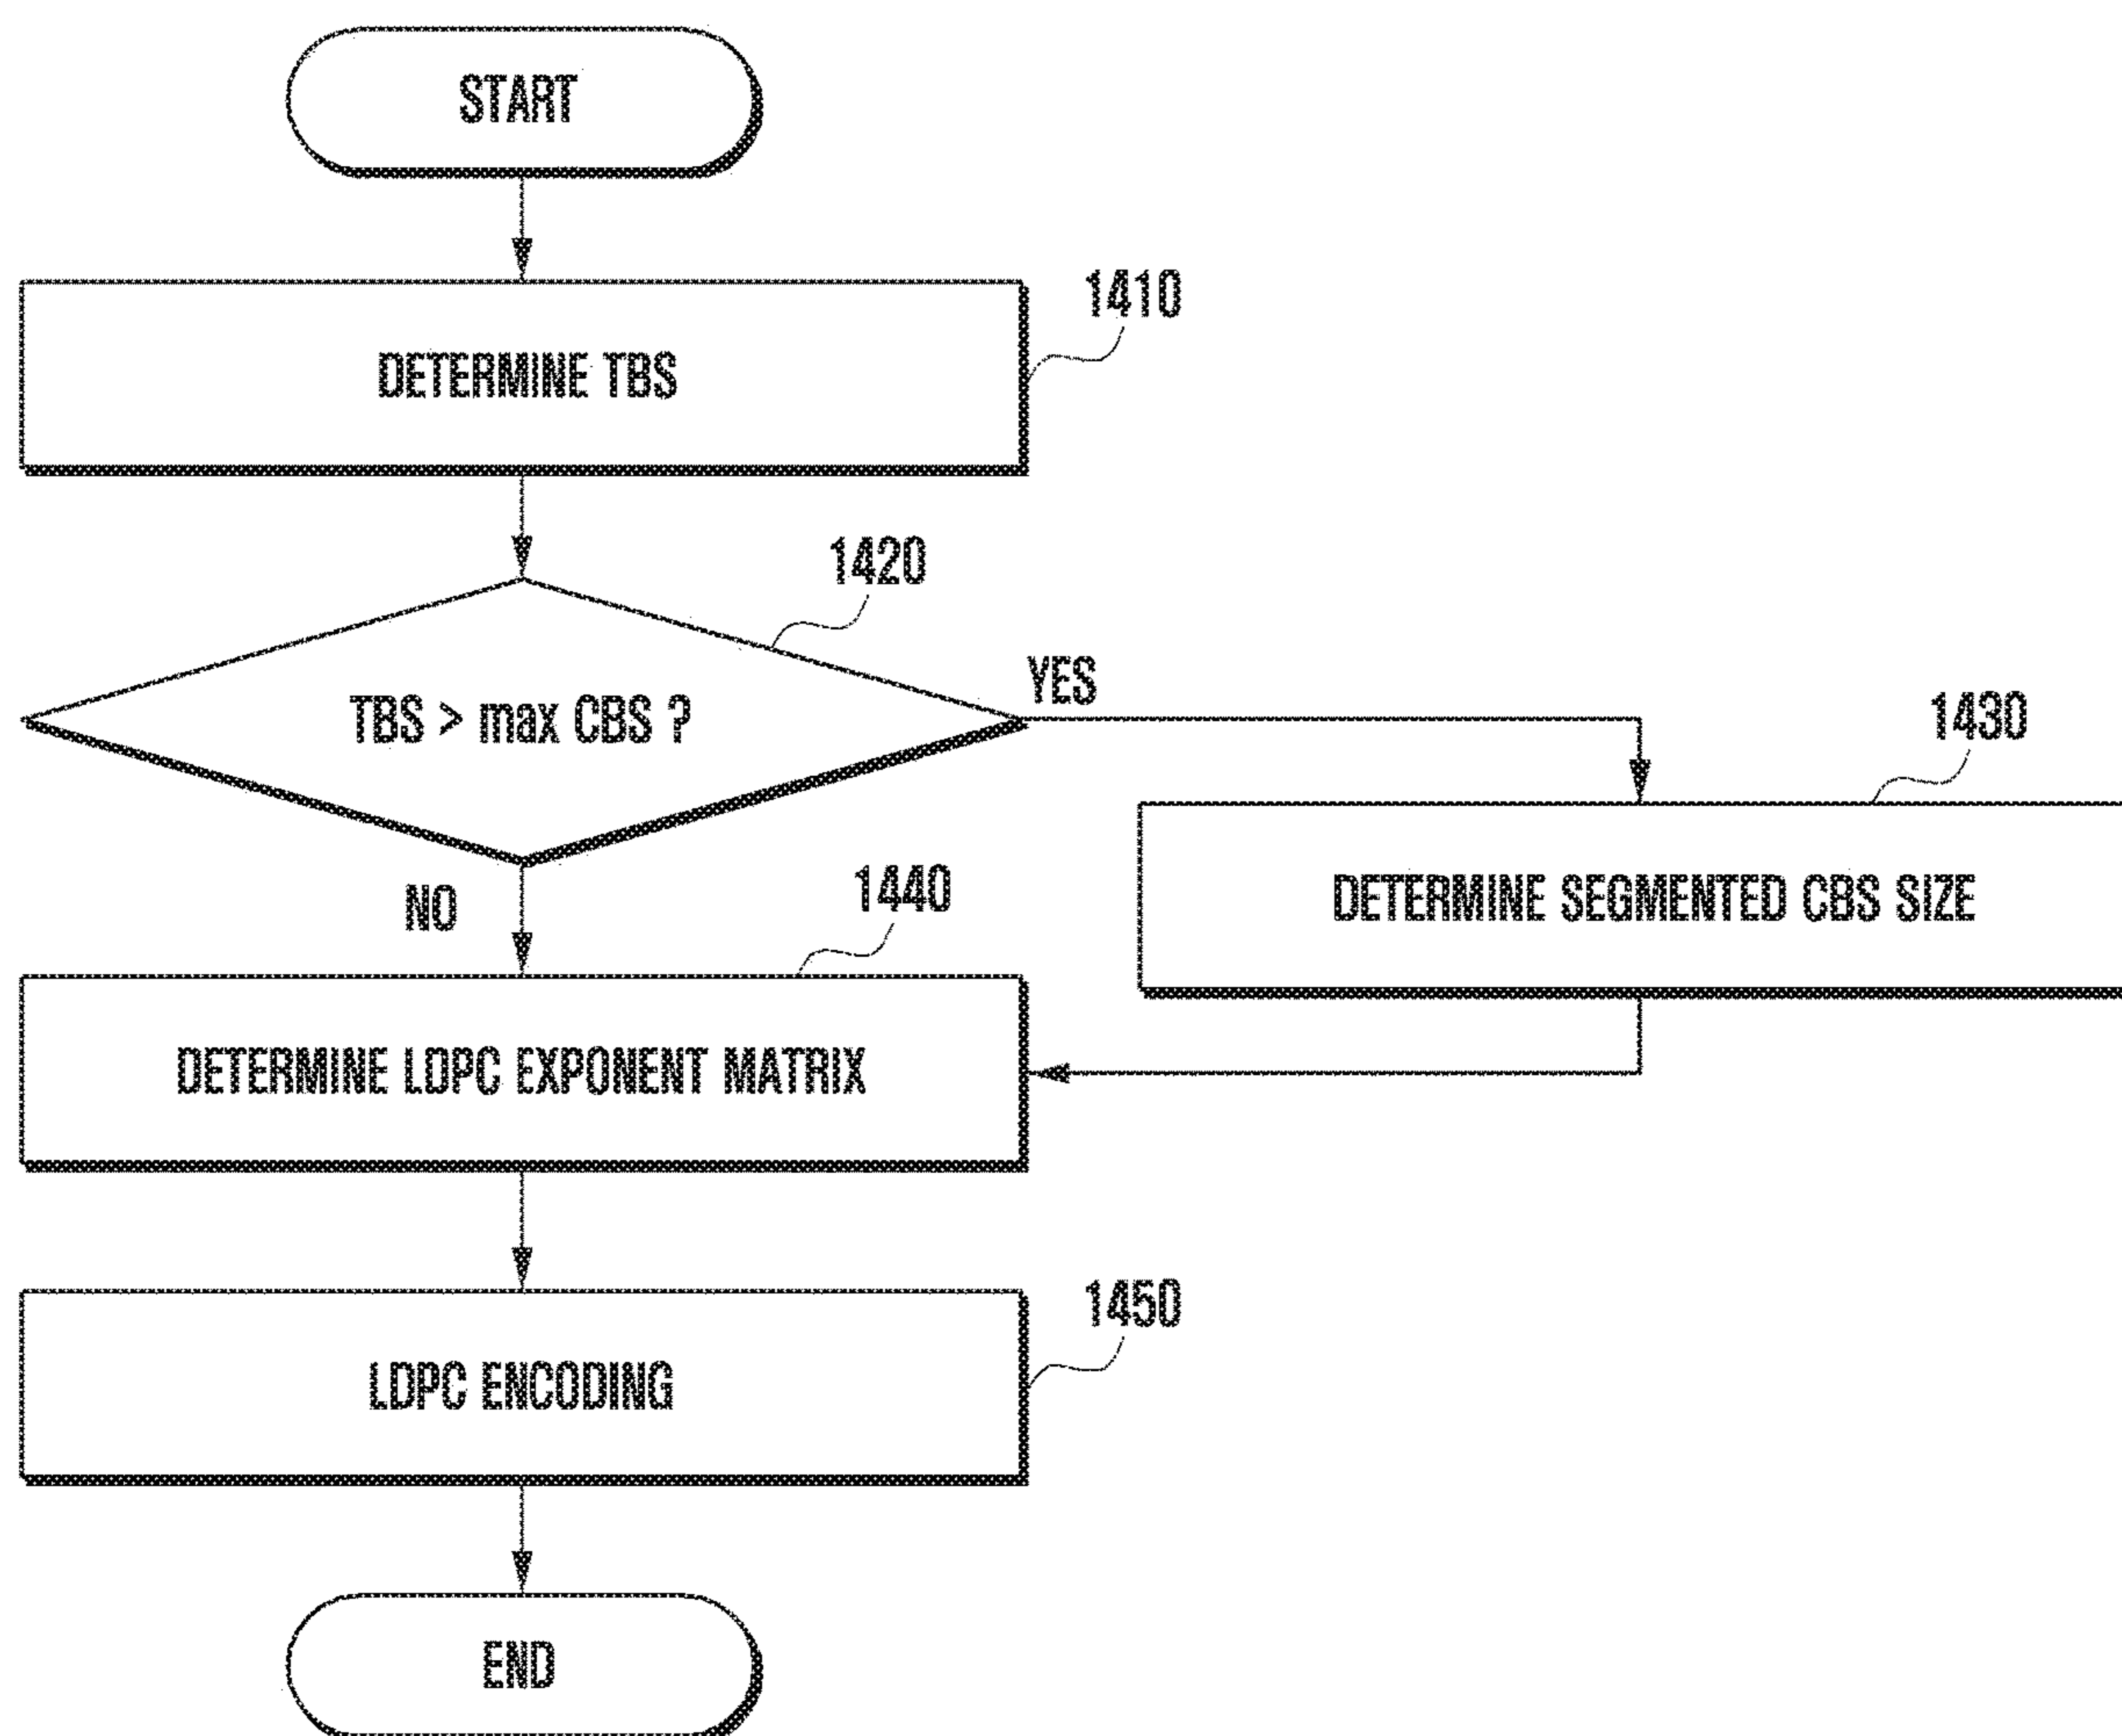 START
1410
DETERMINE TBS
1420
TBS > max CBS ?
YES
1430
DETERMINE SEGMENTED CBS SIZE
NO
1440
DETERMINE LDPC EXPONENT MATRIX
1450
LDPC ENCODING
END